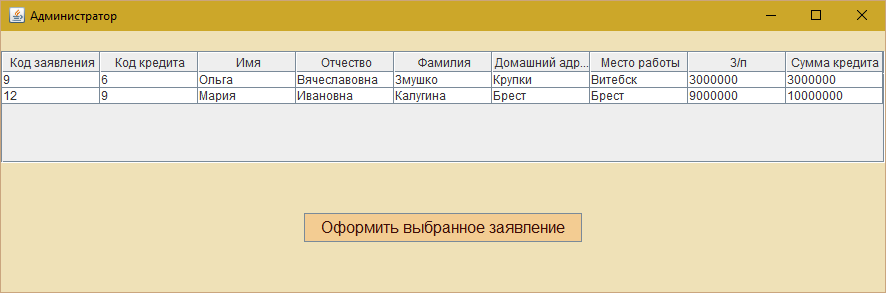 Администратор
Код заявления Код кредита Имя Отчество Фамилия Домашний адр... Место работы З/п Сумма кредита
9 6 Ольга Вячеславовна Змушко Крупки Витебск 3000000 3000000
12 9 Мария Ивановна Калугина Брест Брест 9000000 10000000
Оформить выбранное заявление